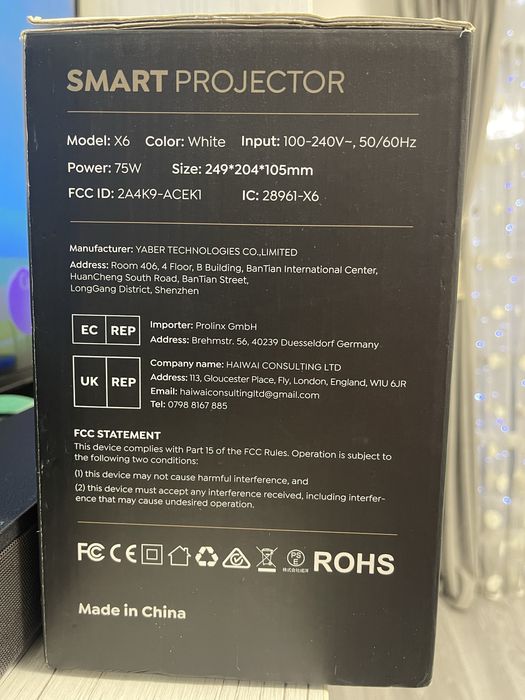 SMART PROJECTOR
Model: X6 Color: White Input: 100-240V~, 50/60Hz
Power: 75W Size: 249*204*105mm
FCC ID: 2A4K9-ACEK1 IC: 28961-X6
Manufacturer: YABER TECHNOLOGIES CO.,LIMITED
Address: Room 406, 4 Floor, B Building, BanTian International Center,
HuanCheng South Road, BanTian Street,
LongGang District, Shenzhen
EC REP
Importer: Prolinx GmbH
Address: Brehmstr. 56, 40239 Duesseldorf Germany
UK REP
Company name: HAIWAI CONSULTING LTD
Address: 113, Gloucester Place, Fly, London, England, W1U 6JR
Email: haiwaiconsultingltd@gmail.com
Tel: 0798 8167 885
FCC STATEMENT
This device complies with Part 15 of the FCC Rules. Operation is subject to
the following two conditions:
(1) this device may not cause harmful interference, and
(2) this device must accept any interference received, including interfer-
ence that may cause undesired operation.
FC CE PS E ROHS
Made in China